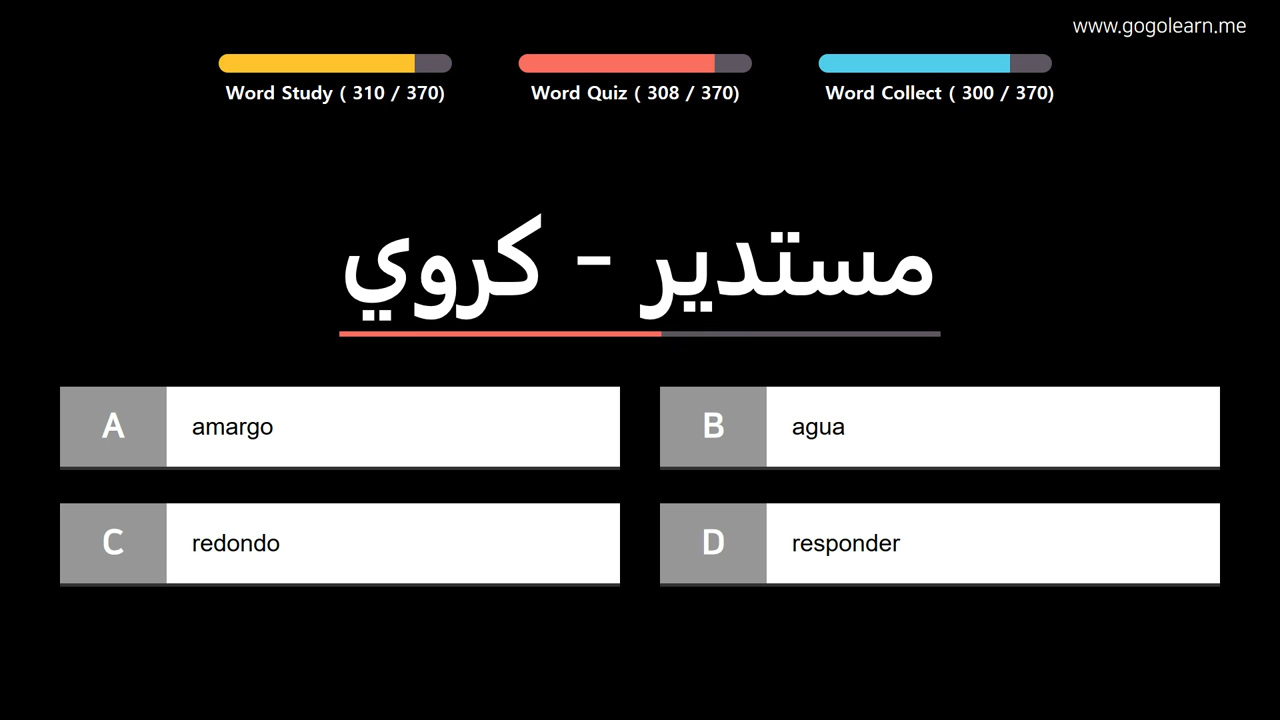 www.gogolearn.me
Word Study ( 310 / 370)
Word Quiz ( 308 / 370)
Word Collect ( 300 / 370)
مستدير - كروي
A
amargo
B
agua
C
redondo
D
responder